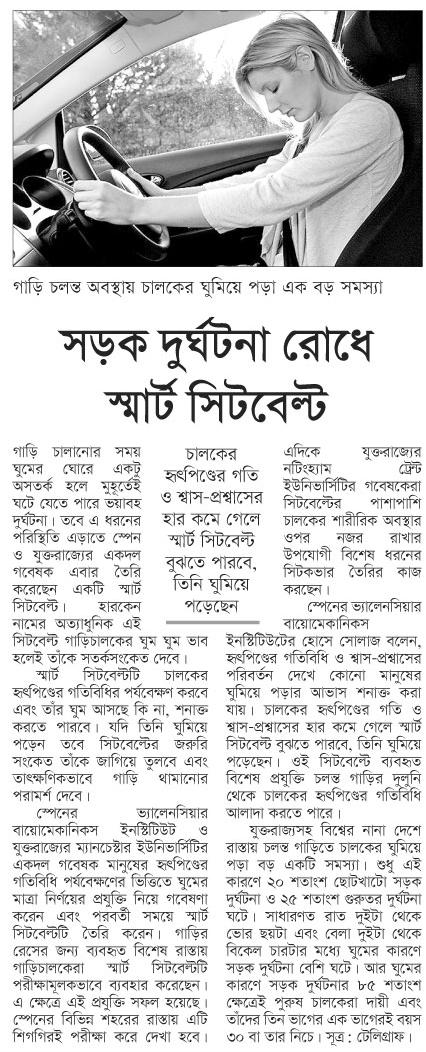 গাড়ি চলন্ত অবস্থায় চালকের ঘুমিয়ে পড়া এক বড় সমস্যা
সড়ক দুর্ঘটনা রোধে
স্মার্ট সিটবেল্ট
গাড়ি চালানোর সময়
ঘুমের ঘোরে একটু
অসতর্ক হলে মুহূর্তেই
ঘটে যেতে পারে ভয়াবহ
দুর্ঘটনা। তবে এ ধরনের
পরিস্থিতি এড়াতে স্পেন
ও যুক্তরাজ্যের একদল
গবেষক এবার তৈরি
করেছেন একটি স্মার্ট
সিটবেল্ট। হারকেন
নামের অত্যাধুনিক এই
সিটবেল্ট গাড়িচালকের ঘুম ঘুম ভাব
হলেই তাঁকে সতর্কসংকেত দেবে।
স্মার্ট সিটবেল্টটি চালকের
হৃৎপিণ্ডের গতিবিধির পর্যবেক্ষণ করবে
এবং তাঁর ঘুম আসছে কি না, শনাক্ত
করতে পারবে। যদি তিনি ঘুমিয়ে
পড়েন তবে সিটবেল্টের জরুরি
সংকেত তাঁকে জাগিয়ে তুলবে এবং
তাৎক্ষণিকভাবে গাড়ি থামানোর
পরামর্শ দেবে।
স্পেনের ভ্যালেনসিয়ার
বায়োমেকানিকস ইনস্টিটিউট ও
যুক্তরাজ্যের ম্যানচেস্টার ইউনিভার্সিটির
একদল গবেষক মানুষের হৃৎপিণ্ডের
গতিবিধি পর্যবেক্ষণের ভিত্তিতে ঘুমের
মাত্রা নির্ণয়ের প্রযুক্তি নিয়ে গবেষণা
করেন এবং পরবর্তী সময়ে স্মার্ট
সিটবেল্টটি তৈরি করেন। গাড়ির
রেসের জন্য ব্যবহৃত বিশেষ রাস্তায়
গাড়িচালকেরা স্মার্ট সিটবেল্টটি
পরীক্ষামূলকভাবে ব্যবহার করেছেন।
এ ক্ষেত্রে এই প্রযুক্তি সফল হয়েছে।
স্পেনের বিভিন্ন শহরের রাস্তায় এটি
শিগগিরই পরীক্ষা করে দেখা হবে।
চালকের
হৃৎপিণ্ডের গতি
ও শ্বাস-প্রশ্বাসের
হার কমে গেলে
স্মার্ট সিটবেল্ট
বুঝতে পারবে,
তিনি ঘুমিয়ে
পড়েছেন
এদিকে যুক্তরাজ্যের
নটিংহ্যাম ট্রেন্ট
ইউনিভার্সিটির গবেষকেরা
সিটবেল্টের পাশাপাশি
চালকের শারীরিক অবস্থার
ওপর নজর রাখার
উপযোগী বিশেষ ধরনের
সিটকভার তৈরির কাজ
করছেন।
স্পেনের ভ্যালেনসিয়ার
বায়োমেকানিকস
ইনস্টিটিউটের হোসে সোলাজ বলেন,
হৃৎপিণ্ডের গতিবিধি ও শ্বাস-প্রশ্বাসের
পরিবর্তন দেখে কোনো মানুষের
ঘুমিয়ে পড়ার আভাস শনাক্ত করা
যায়। চালকের হৃৎপিণ্ডের গতি ও
শ্বাস-প্রশ্বাসের হার কমে গেলে স্মার্ট
সিটবেল্ট বুঝতে পারবে, তিনি ঘুমিয়ে
পড়েছেন। ওই সিটবেল্টে ব্যবহৃত
বিশেষ প্রযুক্তি চলন্ত গাড়ির দুলুনি
থেকে চালকের হৃৎপিণ্ডের গতিবিধি
আলাদা করতে পারে।
যুক্তরাজ্যসহ বিশ্বের নানা দেশে
রাস্তায় চলন্ত গাড়িতে চালকের ঘুমিয়ে
পড়া বড় একটি সমস্যা। শুধু এই
কারণে ২০ শতাংশ ছোটখাটো সড়ক
দুর্ঘটনা ও ২৫ শতাংশ গুরুতর দুর্ঘটনা
ঘটে। সাধারণত রাত দুইটা থেকে
ভোর ছয়টা এবং বেলা দুইটা থেকে
বিকেল চারটার মধ্যে ঘুমের কারণে
সড়ক দুর্ঘটনা বেশি ঘটে। আর ঘুমের
কারণে সড়ক দুর্ঘটনার ৮৫ শতাংশ
ক্ষেত্রেই পুরুষ চালকেরা দায়ী এবং
তাঁদের তিন ভাগের এক ভাগেরই বয়স
৩০ বা তার নিচে। সূত্র : টেলিগ্রাফ।